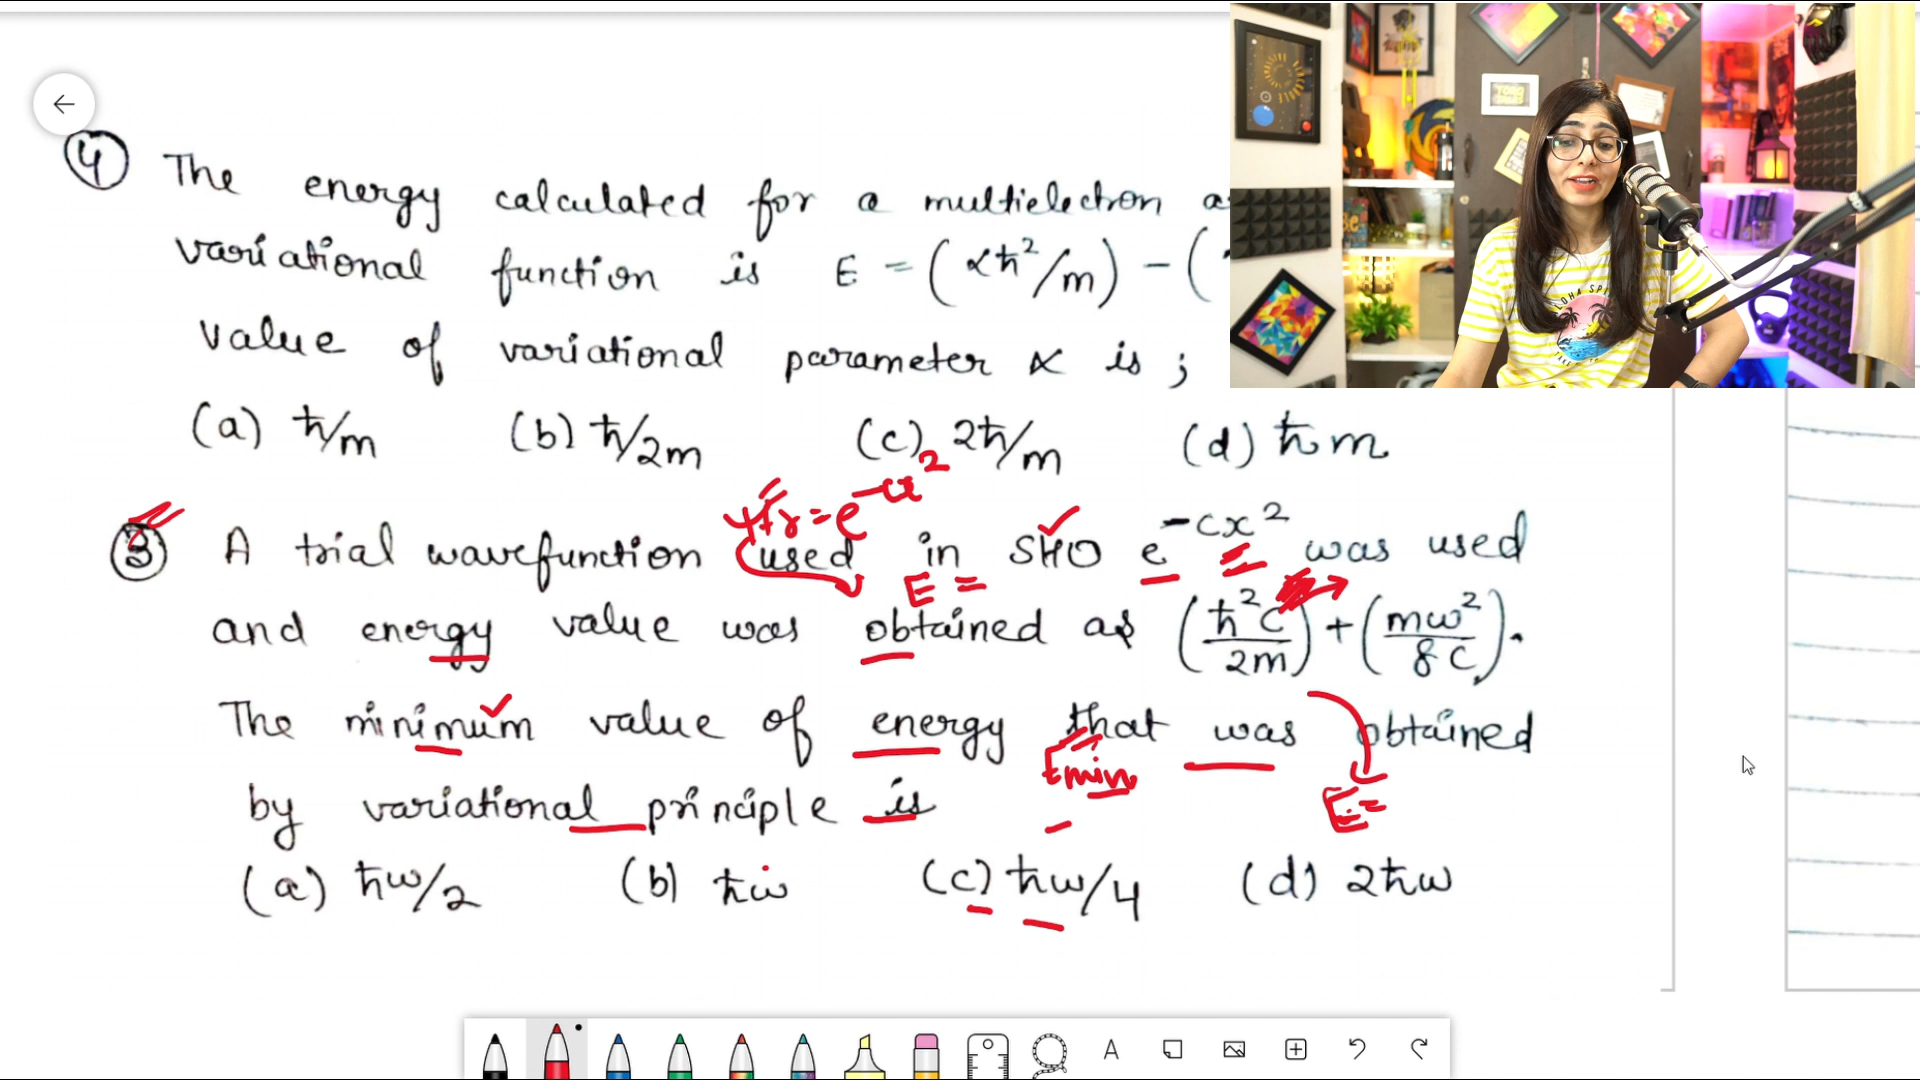 4 The energy calculated for a multielectron
variational function is E = (αħ²/m) - (
value of variational parameter α is ;
(a) ħ/m (b) ħ/2m (c) 2ħ/m (d) ħm
ψtr = e^-cx²
3 A trial wavefunction used in SHO e^-cx² was used
E =
and energy value was obtained as (ħ²c/2m) + (mω²/8c).
The minimum value of energy that was obtained
Emin
by variational principle is
E =
(a) ħω/2 (b) ħω (c) ħω/4 (d) 2ħω
A